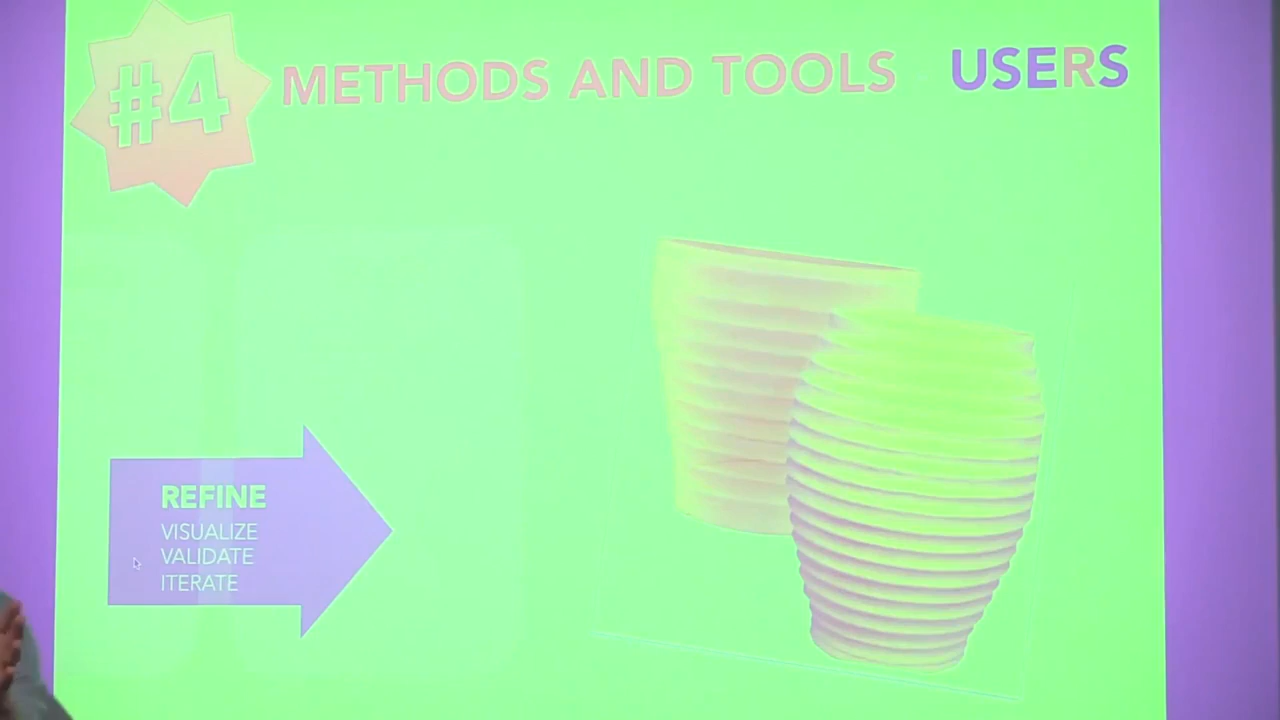 #4
METHODS AND TOOLS USERS
REFINE
VISUALIZE
VALIDATE
ITERATE